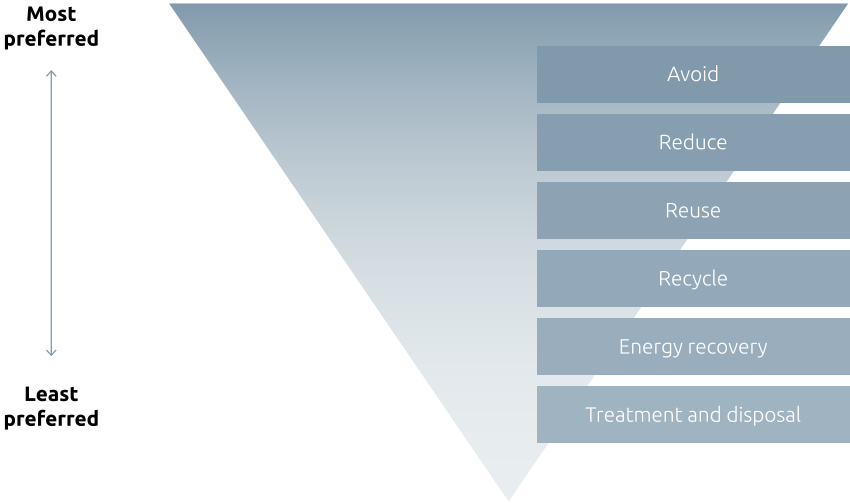 Most
preferred
Avoid
Reduce
Reuse
Recycle
Energy recovery
Treatment and disposal
Least
preferred